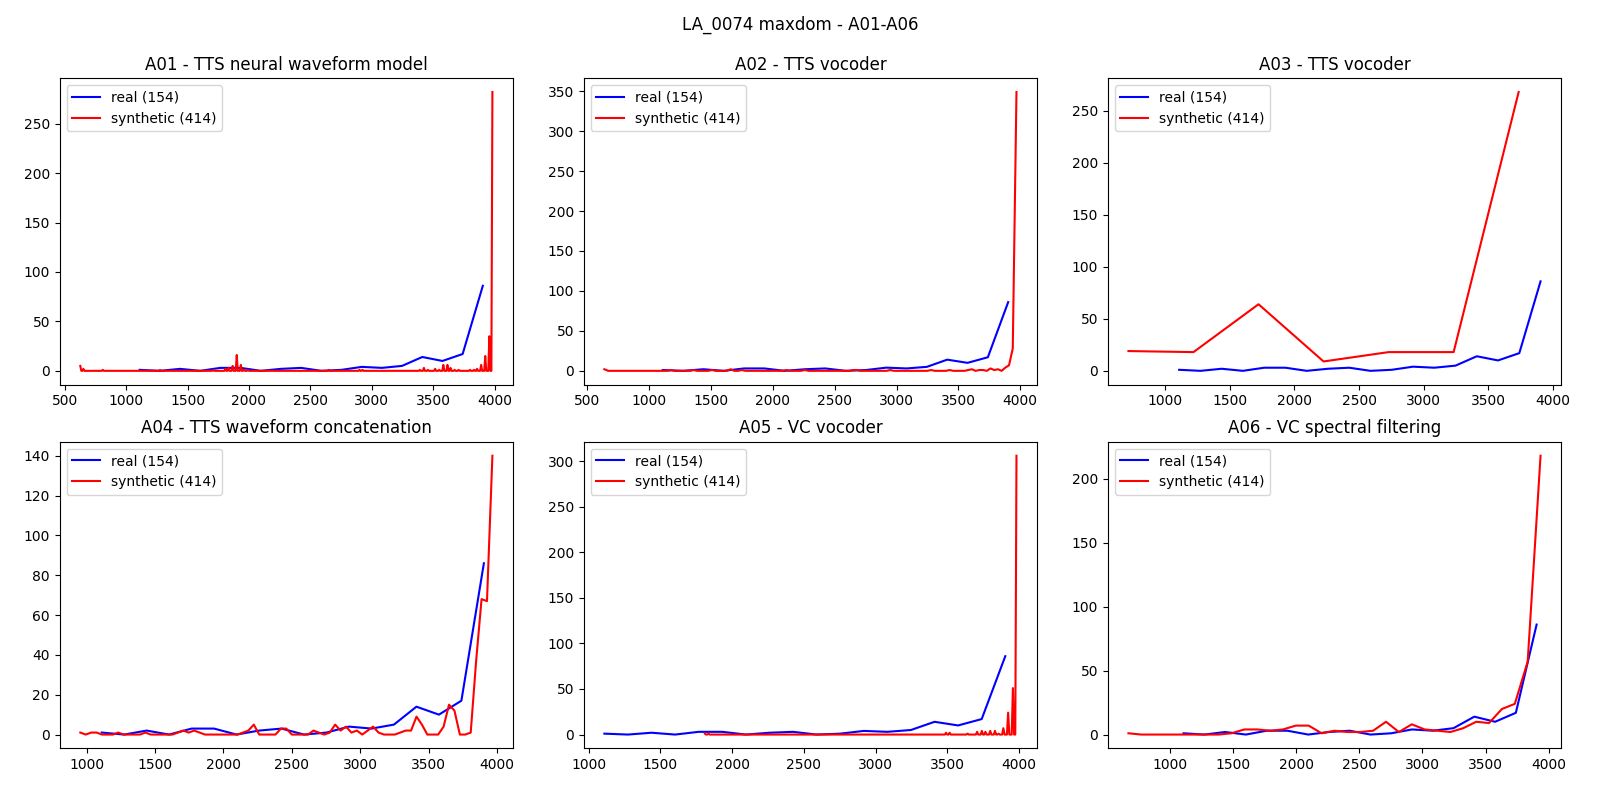 LA_0074 maxdom - A01-A06
A01 - TTS neural waveform model
real (154)
synthetic (414)
250
200
150
100
50
0
500 1000 1500 2000 2500 3000 3500 4000
A02 - TTS vocoder
real (154)
synthetic (414)
350
300
250
200
150
100
50
0
500 1000 1500 2000 2500 3000 3500 4000
A03 - TTS vocoder
real (154)
synthetic (414)
250
200
150
100
50
0
1000 1500 2000 2500 3000 3500 4000
A04 - TTS waveform concatenation
real (154)
synthetic (414)
140
120
100
80
60
40
20
0
1000 1500 2000 2500 3000 3500 4000
A05 - VC vocoder
real (154)
synthetic (414)
300
250
200
150
100
50
0
1000 1500 2000 2500 3000 3500 4000
A06 - VC spectral filtering
real (154)
synthetic (414)
200
150
100
50
0
1000 1500 2000 2500 3000 3500 4000